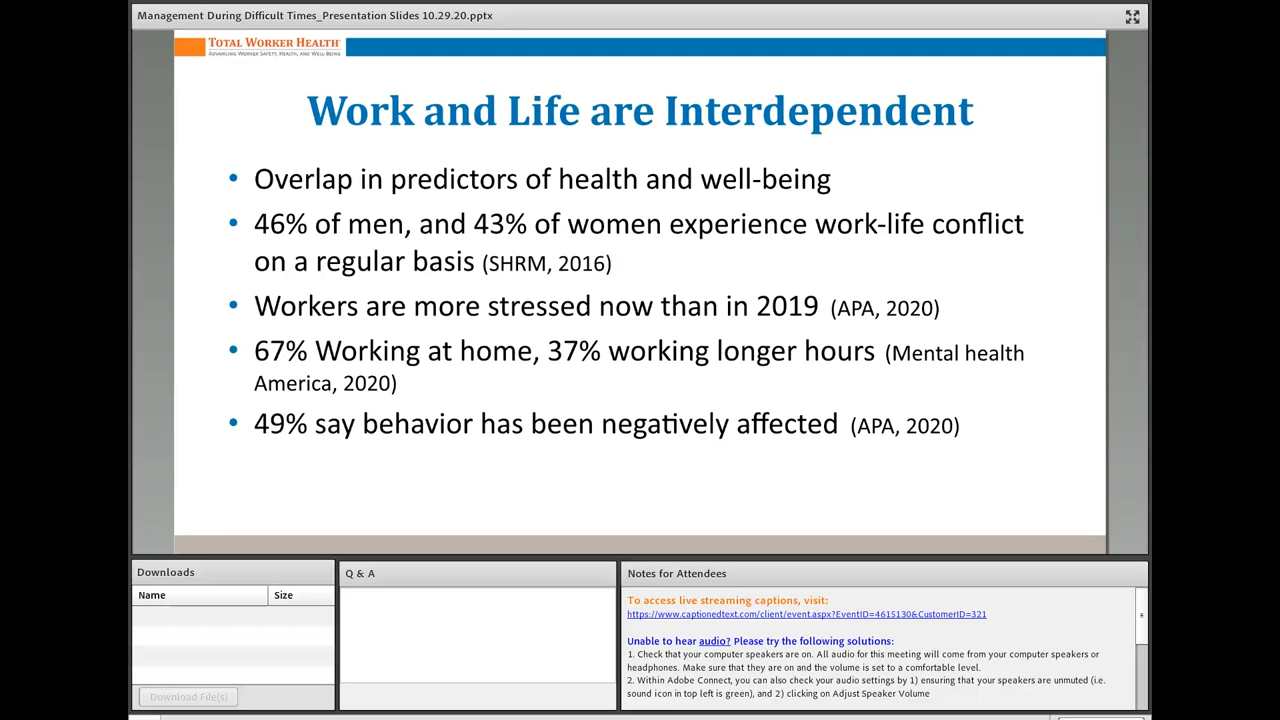 Management During Difficult Times_Presentation Slides 10.29.20.pptx
TOTAL WORKER HEALTH®
ADVANCING WORKER SAFETY, HEALTH, AND WELL-BEING
Work and Life are Interdependent
• Overlap in predictors of health and well-being
• 46% of men, and 43% of women experience work-life conflict
on a regular basis (SHRM, 2016)
• Workers are more stressed now than in 2019 (APA, 2020)
• 67% Working at home, 37% working longer hours (Mental health
America, 2020)
• 49% say behavior has been negatively affected (APA, 2020)
Downloads
Name Size
Download File(s)
Q & A
Notes for Attendees
To access live streaming captions, visit:
https://www.captionedtext.com/client/event.aspx?EventID=4615130&CustomerID=321
Unable to hear audio? Please try the following solutions:
1. Check that your computer speakers are on. All audio for this meeting will come from your computer speakers or
headphones. Make sure that they are on and the volume is set to a comfortable level.
2. Within Adobe Connect, you can also check your audio settings by 1) ensuring that your speakers are unmuted (i.e.
sound icon in top left is green), and 2) clicking on Adjust Speaker Volume